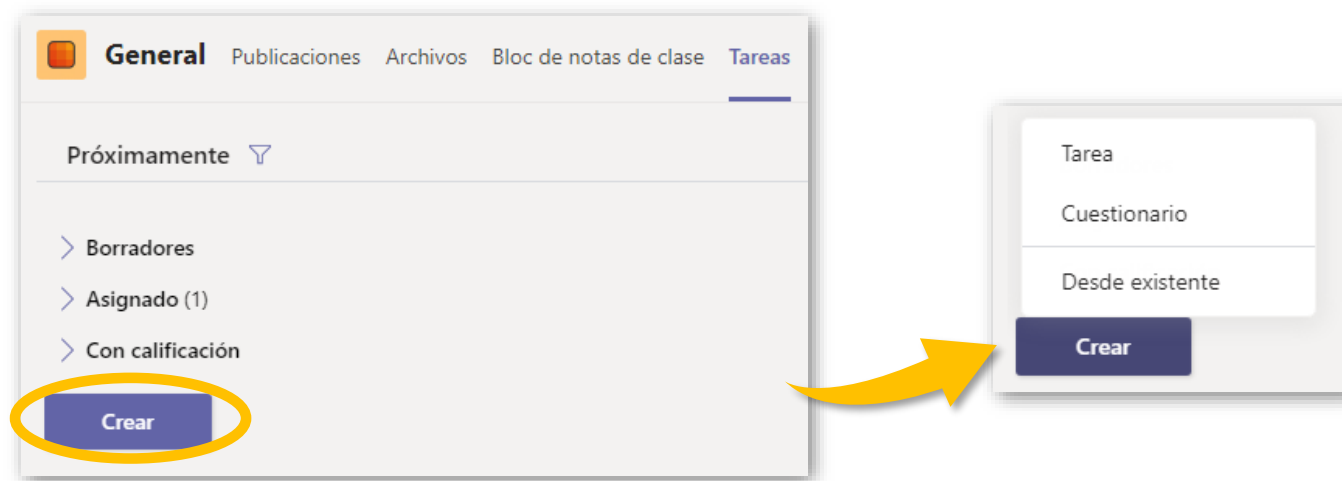 General Publicaciones Archivos Bloc de notas de clase Tareas
Próximamente
Borradores
Asignado (1)
Con calificación
Crear
Tarea
Cuestionario
Desde existente
Crear